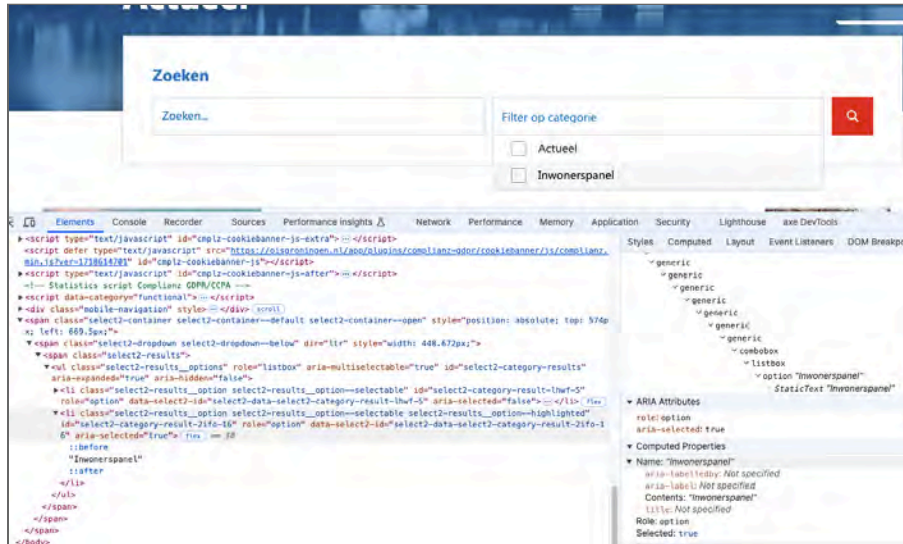 Actueel
Zoeken
Zoeken...
Filter op categorie
Actueel
Inwonerspanel
Elements Console Recorder Sources Performance insights Network Performance Memory Application Security Lighthouse axe DevTools
▶<script type="text/javascript" id="cmplz-cookiebanner-js-extra">⋯</script>
<script defer type="text/javascript" src="https://oisgroningen.nl/app/plugins/complianz-gdpr/cookiebanner/js/complianz.
min.js?ver=1718614701" id="cmplz-cookiebanner-js"></script>
▶<script type="text/javascript" id="cmplz-cookiebanner-js-after">⋯</script>
<!-- Statistics script Complianz GDPR/CCPA -->
▶<script data-category="functional">⋯</script>
▶<div class="mobile-navigation" style>⋯</div> scroll
▼<span class="select2-container select2-container--default select2-container--open" style="position: absolute; top: 574p
x; left: 669.5px;">
▼<span class="select2-dropdown select2-dropdown--below" dir="ltr" style="width: 448.672px;">
▼<span class="select2-results">
▼<ul class="select2-results__options" role="listbox" aria-multiselectable="true" id="select2-category-results"
aria-expanded="true" aria-hidden="false">
▶<li class="select2-results__option select2-results__option--selectable" id="select2-category-result-lhwf-5"
role="option" data-select2-id="select2-data-select2-category-result-lhwf-5" aria-selected="false">⋯</li> flex
▼<li class="select2-results__option select2-results__option--selectable select2-results__option--highlighted"
id="select2-category-result-2ifo-16" role="option" data-select2-id="select2-data-select2-category-result-2ifo-1
6" aria-selected="true"> flex == $0
::before
"Inwonerspanel"
::after
</li>
</ul>
</span>
</span>
</span>
</body>
Styles Computed Layout Event Listeners DOM Breakp
generic
generic
generic
generic
generic
generic
generic
combobox
listbox
option "Inwonerspanel"
StaticText "Inwonerspanel"
▼ ARIA Attributes
role: option
aria-selected: true
▼ Computed Properties
▼ Name: "Inwonerspanel"
aria-labelledby: Not specified
aria-label: Not specified
Contents: "Inwonerspanel"
title: Not specified
Role: option
Selected: true